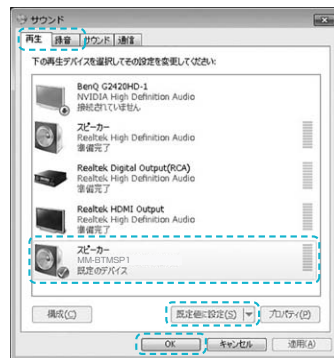 サウンド
再生 録音 サウンド 通信
下の再生デバイスを選択してその設定を変更してください:
BenQ G2420HD-1
NVIDIA High Definition Audio
接続されていません
スピーカー
Realtek High Definition Audio
準備完了
Realtek Digital Output(RCA)
Realtek High Definition Audio
準備完了
Realtek HDMI Output
Realtek High Definition Audio
準備完了
スピーカー
MM-BTMSP1
既定のデバイス
構成(C) 既定値に設定(S) プロパティ(P)
OK キャンセル 適用(A)